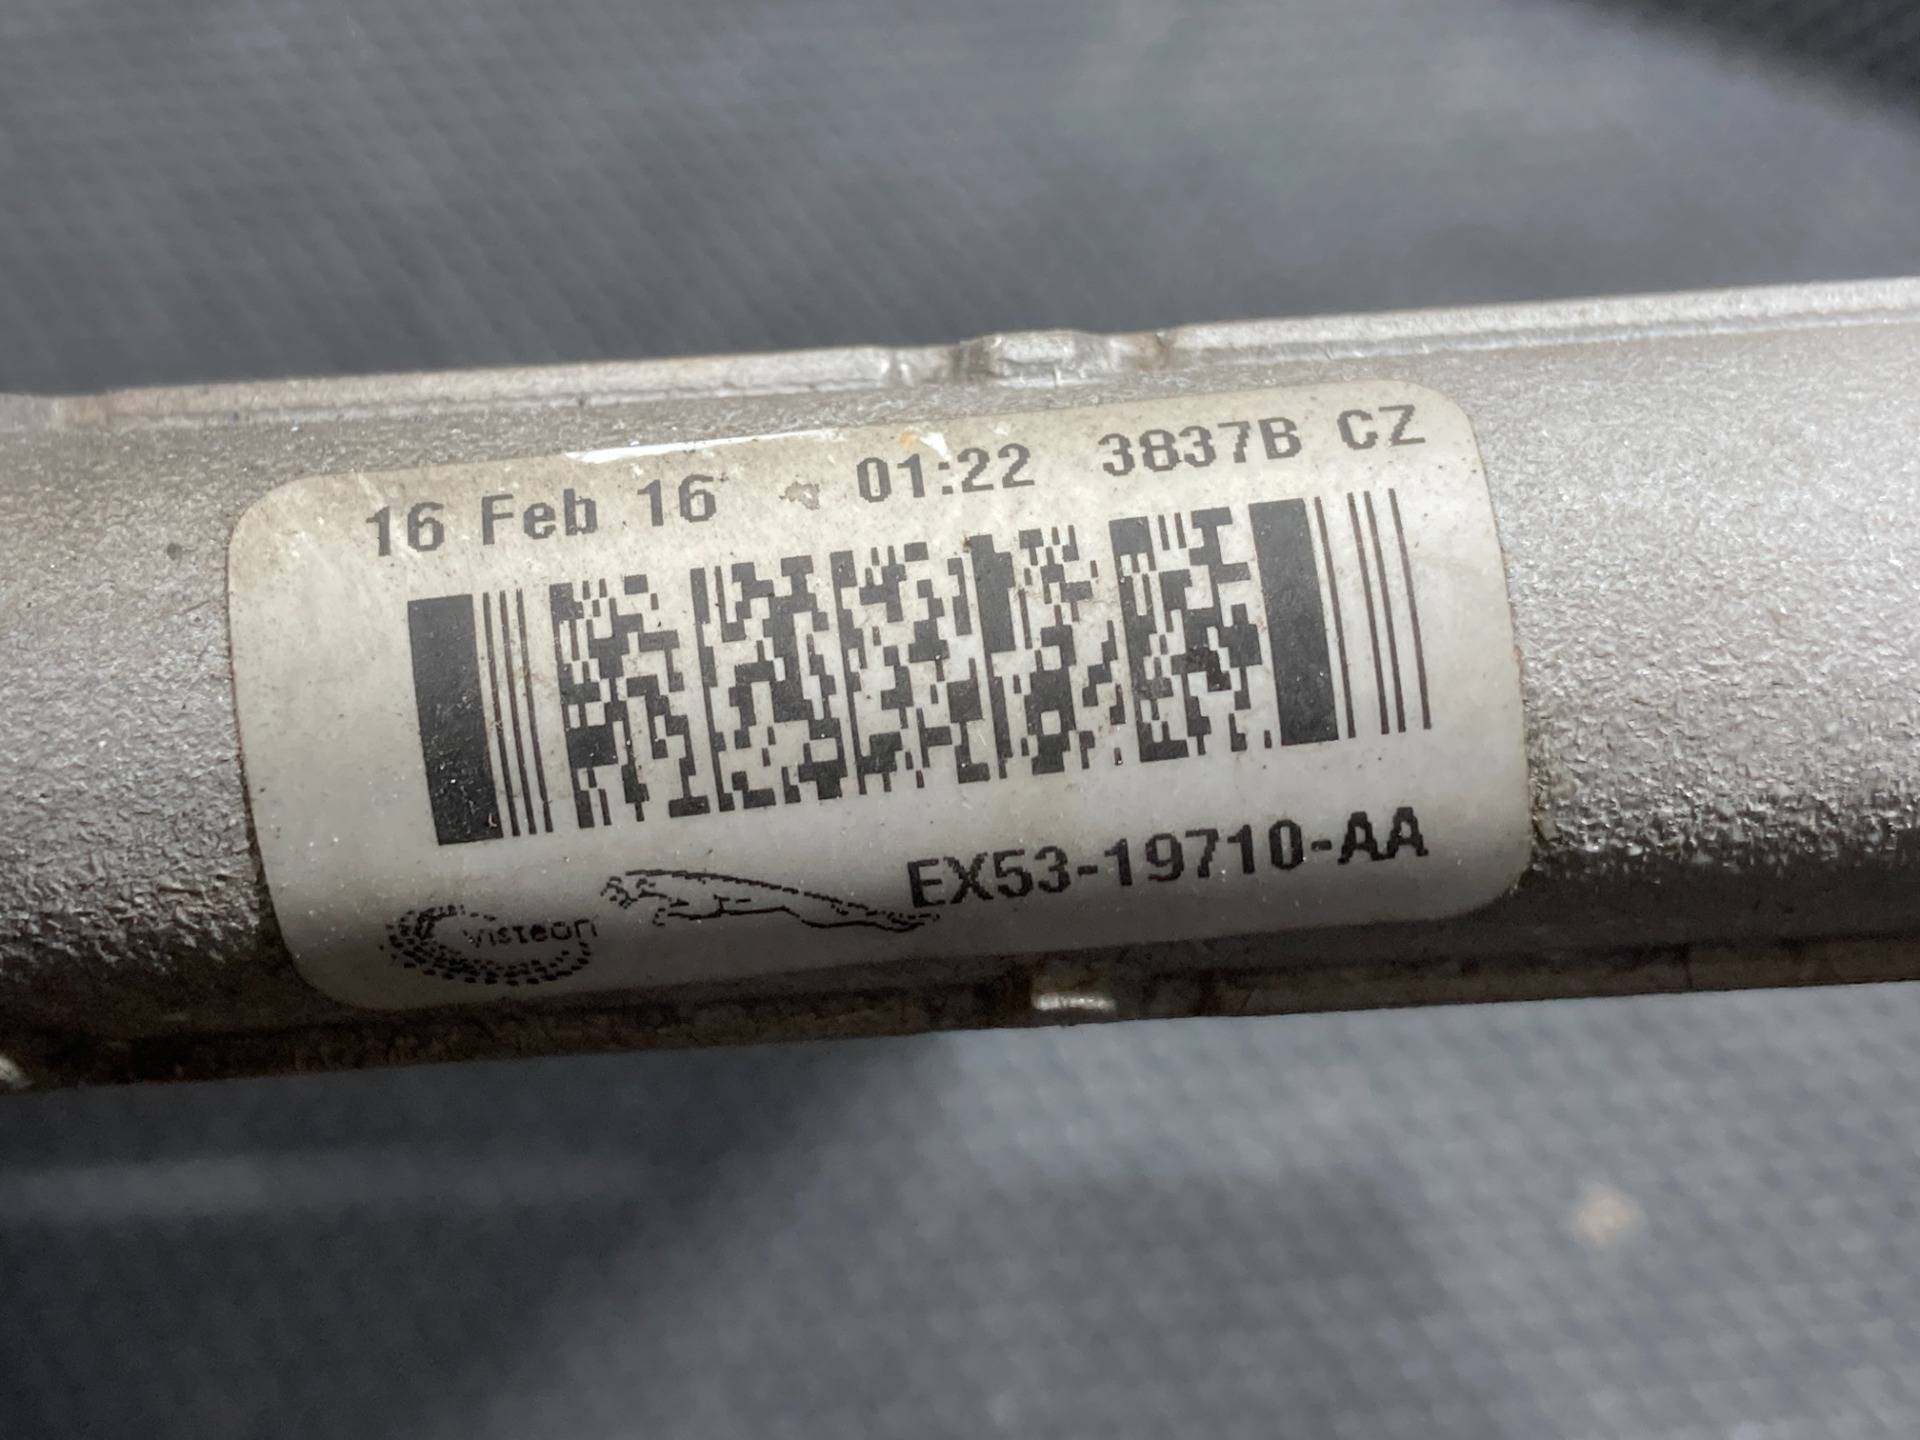 16 Feb 16 01:22 3837B CZ
Visteon EX53-19710-AA